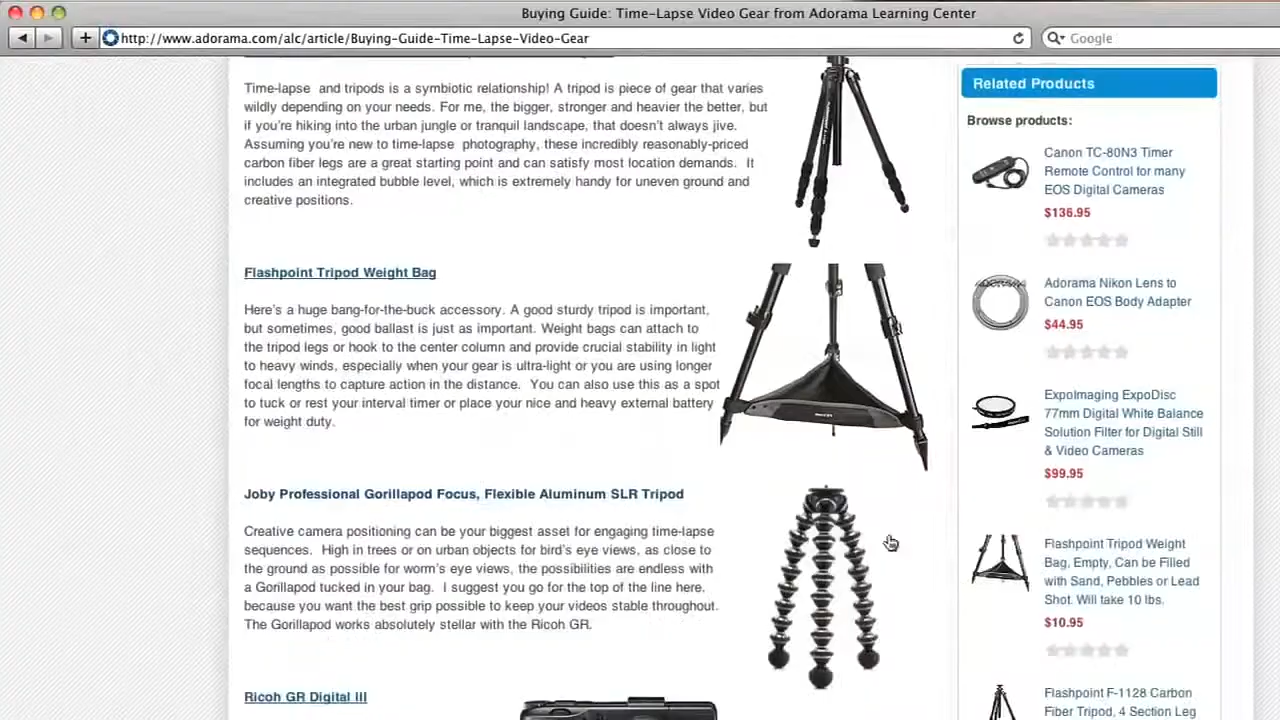 Buying Guide: Time-Lapse Video Gear from Adorama Learning Center
http://www.adorama.com/alc/article/Buying-Guide-Time-Lapse-Video-Gear
Google
Time-lapse and tripods is a symbiotic relationship! A tripod is piece of gear that varies
wildly depending on your needs. For me, the bigger, stronger and heavier the better, but
if you're hiking into the urban jungle or tranquil landscape, that doesn't always jive.
Assuming you're new to time-lapse photography, these incredibly reasonably-priced
carbon fiber legs are a great starting point and can satisfy most location demands. It
includes an integrated bubble level, which is extremely handy for uneven ground and
creative positions.
Flashpoint Tripod Weight Bag
Here's a huge bang-for-the-buck accessory. A good sturdy tripod is important,
but sometimes, good ballast is just as important. Weight bags can attach to
the tripod legs or hook to the center column and provide crucial stability in light
to heavy winds, especially when your gear is ultra-light or you are using longer
focal lengths to capture action in the distance. You can also use this as a spot
to tuck or rest your interval timer or place your nice and heavy external battery
for weight duty.
Joby Professional Gorillapod Focus, Flexible Aluminum SLR Tripod
Creative camera positioning can be your biggest asset for engaging time-lapse
sequences. High in trees or on urban objects for bird's eye views, as close to
the ground as possible for worm's eye views, the possibilities are endless with
a Gorillapod tucked in your bag. I suggest you go for the top of the line here,
because you want the best grip possible to keep your videos stable throughout.
The Gorillapod works absolutely stellar with the Ricoh GR.
Ricoh GR Digital III
Related Products
Browse products:
Canon TC-80N3 Timer
Remote Control for many
EOS Digital Cameras
$136.95
Adorama Nikon Lens to
Canon EOS Body Adapter
$44.95
ExpoImaging ExpoDisc
77mm Digital White Balance
Solution Filter for Digital Still
& Video Cameras
$99.95
Flashpoint Tripod Weight
Bag, Empty, Can be Filled
with Sand, Pebbles or Lead
Shot. Will take 10 lbs.
$10.95
Flashpoint F-1128 Carbon
Fiber Tripod, 4 Section Leg